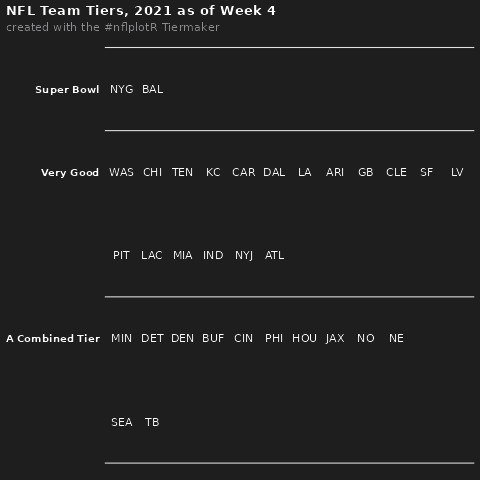 NFL Team Tiers, 2021 as of Week 4
created with the #nflplotR Tiermaker
Super Bowl NYG BAL
Very Good WAS CHI TEN KC CAR DAL LA ARI GB CLE SF LV
PIT LAC MIA IND NYJ ATL
A Combined Tier MIN DET DEN BUF CIN PHI HOU JAX NO NE
SEA TB